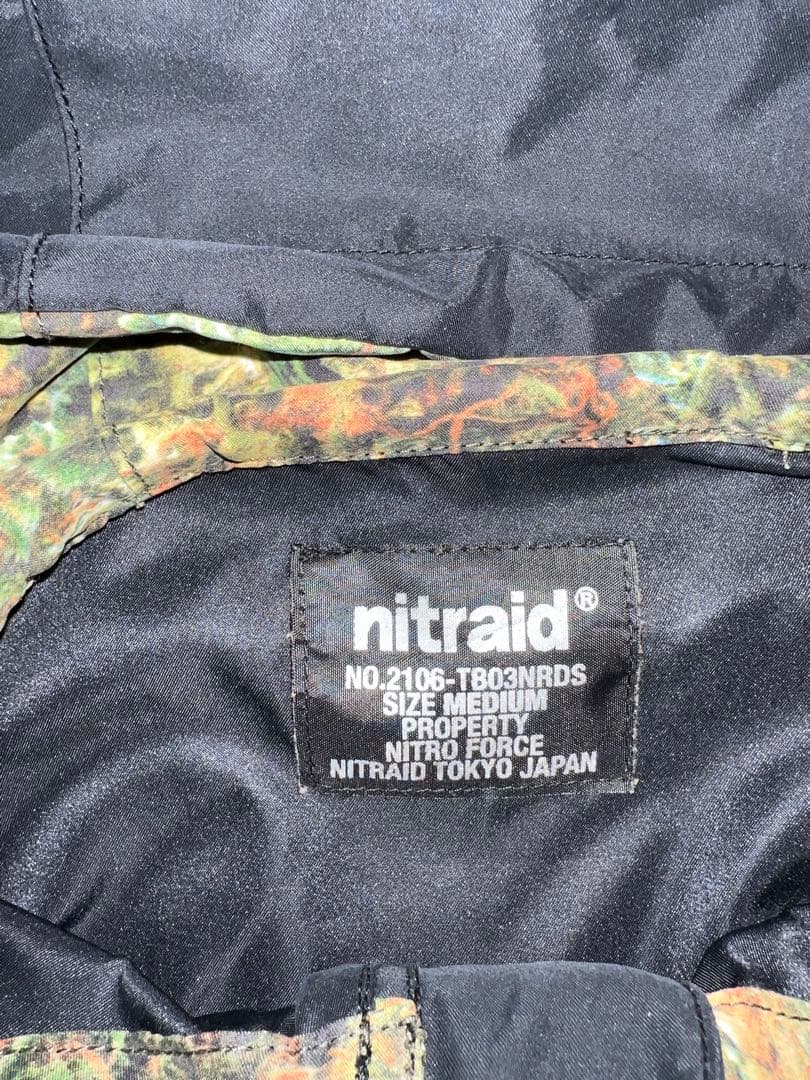 nitraid®
NO.2106-TB03NRDS
SIZE MEDIUM
PROPERTY
NITRO FORCE
NITRAID TOKYO JAPAN